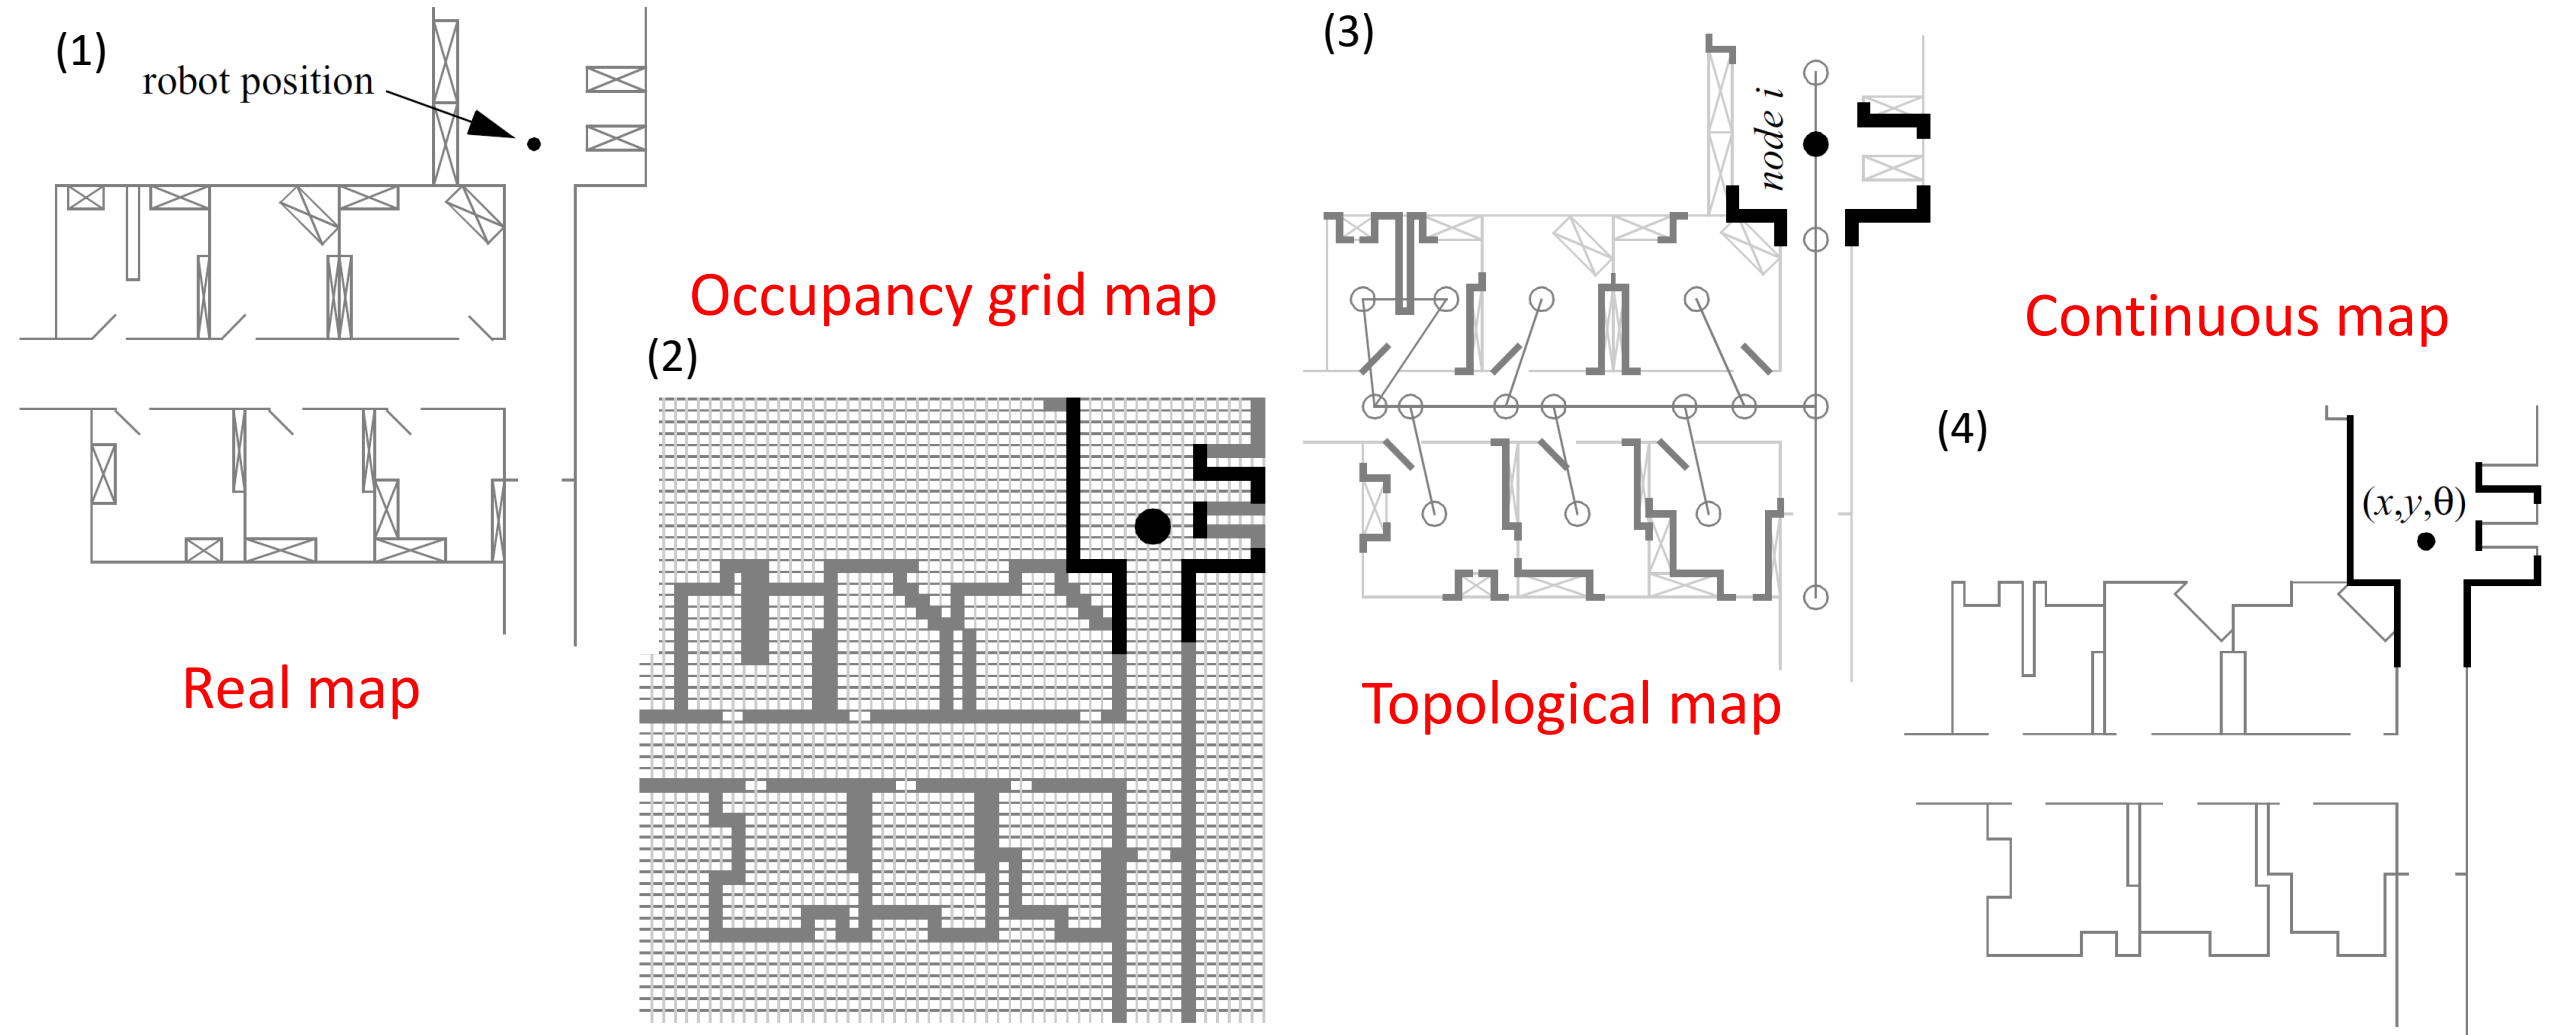 (1)
robot position
Real map
Occupancy grid map
(2)
(3)
node i
Topological map
Continuous map
(4)
(x,y,θ)